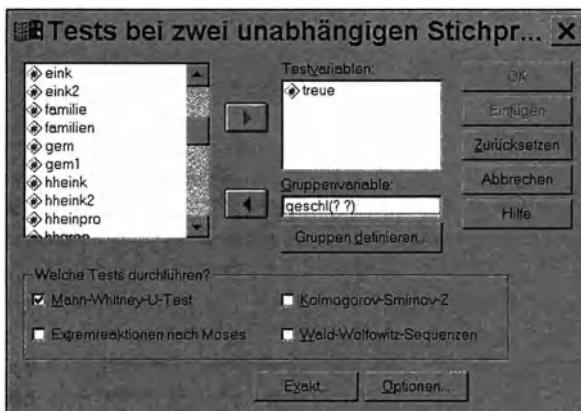 Tests bei zwei unabhängigen Stichpr...
eink
eink2
familie
familien
gem
gem1
hheink
hheink2
hheinpro
Testvariablen:
treue
Gruppenvariable:
geschl(? ?)
Gruppen definieren...
OK
Einfügen
Zurücksetzen
Abbrechen
Hilfe
Welche Tests durchführen?
Mann-Whitney-U-Test
Kolmogorov-Smirnov-Z
Extremreaktionen nach Moses
Wald-Wolfowitz-Sequenzen
Exakt...
Optionen...